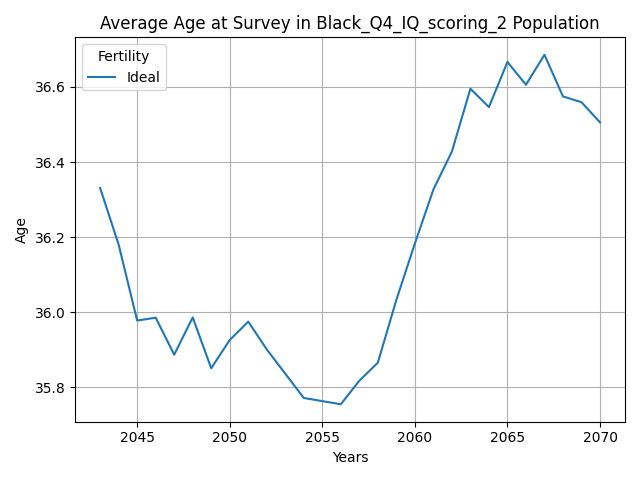 Average Age at Survey in Black_Q4_IQ_scoring_2 Population
Fertility
Ideal
36.6
36.4
36.2
36.0
35.8
Age
2045 2050 2055 2060 2065 2070
Years